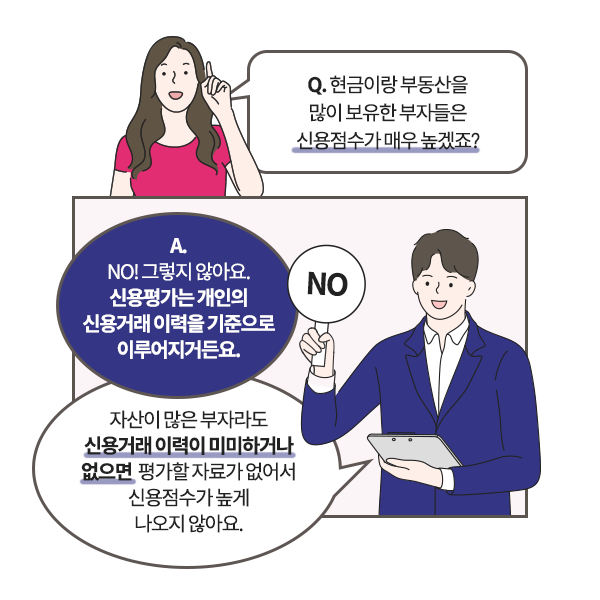 Q. 현금이랑 부동산을
많이 보유한 부자들은
신용점수가 매우 높겠죠?
A.
NO! 그렇지 않아요.
신용평가는 개인의
신용거래 이력을 기준으로
이루어지거든요.
NO
자산이 많은 부자라도
신용거래 이력이 미미하거나
없으면 평가할 자료가 없어서
신용점수가 높게
나오지 않아요.